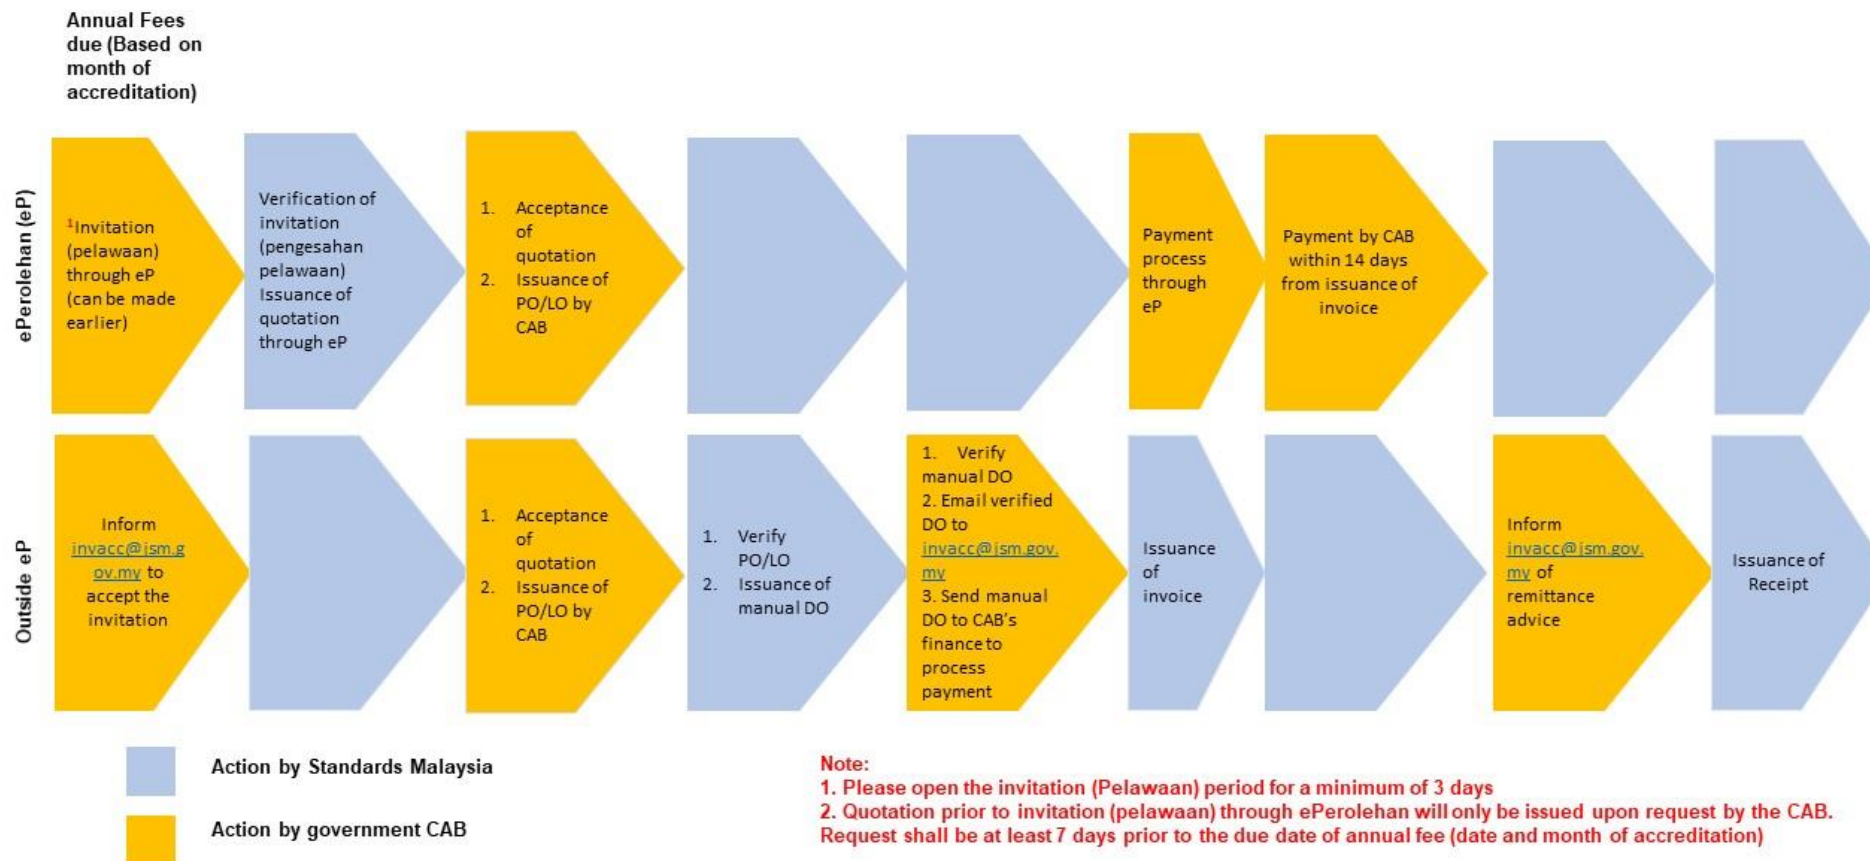 Annual Fees
due (Based on
month of
accreditation)
ePerolehan (eP)
¹Invitation
(pelawaan)
through eP
(can be made
earlier)
Verification of
invitation
(pengesahan
pelawaan)
Issuance of
quotation
through eP
1. Acceptance
of
quotation
2. Issuance of
PO/LO by
CAB
Payment
process
through
eP
Payment by CAB
within 14 days
from issuance of
invoice
Outside eP
Inform
invacc@jsm.g
ov.my to
accept the
invitation
1. Acceptance
of
quotation
2. Issuance of
PO/LO by
CAB
1. Verify
PO/LO
2. Issuance of
manual DO
1. Verify
manual DO
2. Email verified
DO to
invacc@jsm.gov.
my
3. Send manual
DO to CAB's
finance to
process
payment
Issuance
of
invoice
Inform
invacc@jsm.gov.
my of
remittance
advice
Issuance of
Receipt
Action by Standards Malaysia
Action by government CAB
Note:
1. Please open the invitation (Pelawaan) period for a minimum of 3 days
2. Quotation prior to invitation (pelawaan) through ePerolehan will only be issued upon request by the CAB.
Request shall be at least 7 days prior to the due date of annual fee (date and month of accreditation)